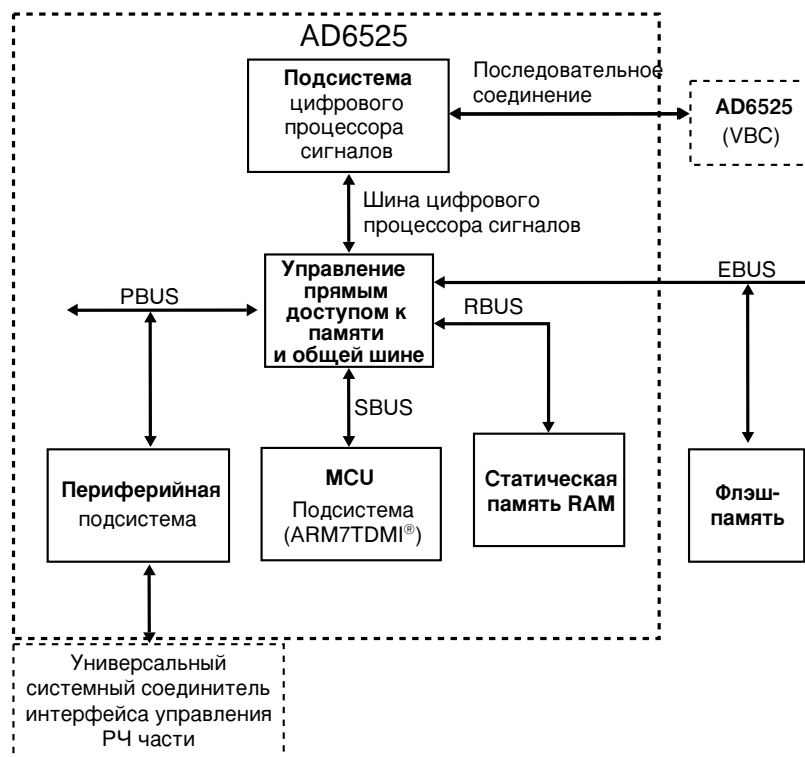 AD6525
Подсистема
цифрового
процессора
сигналов
Последовательное
соединение
AD6525
(VBC)
Шина цифрового
процессора сигналов
Управление
прямым
доступом к
памяти
и общей шине
PBUS
EBUS
RBUS
SBUS
Периферийная
подсистема
MCU
Подсистема
(ARM7TDMI®)
Статическая
память RAM
Флэш-
память
Универсальный
системный соединитель
интерфейса управления
РЧ части